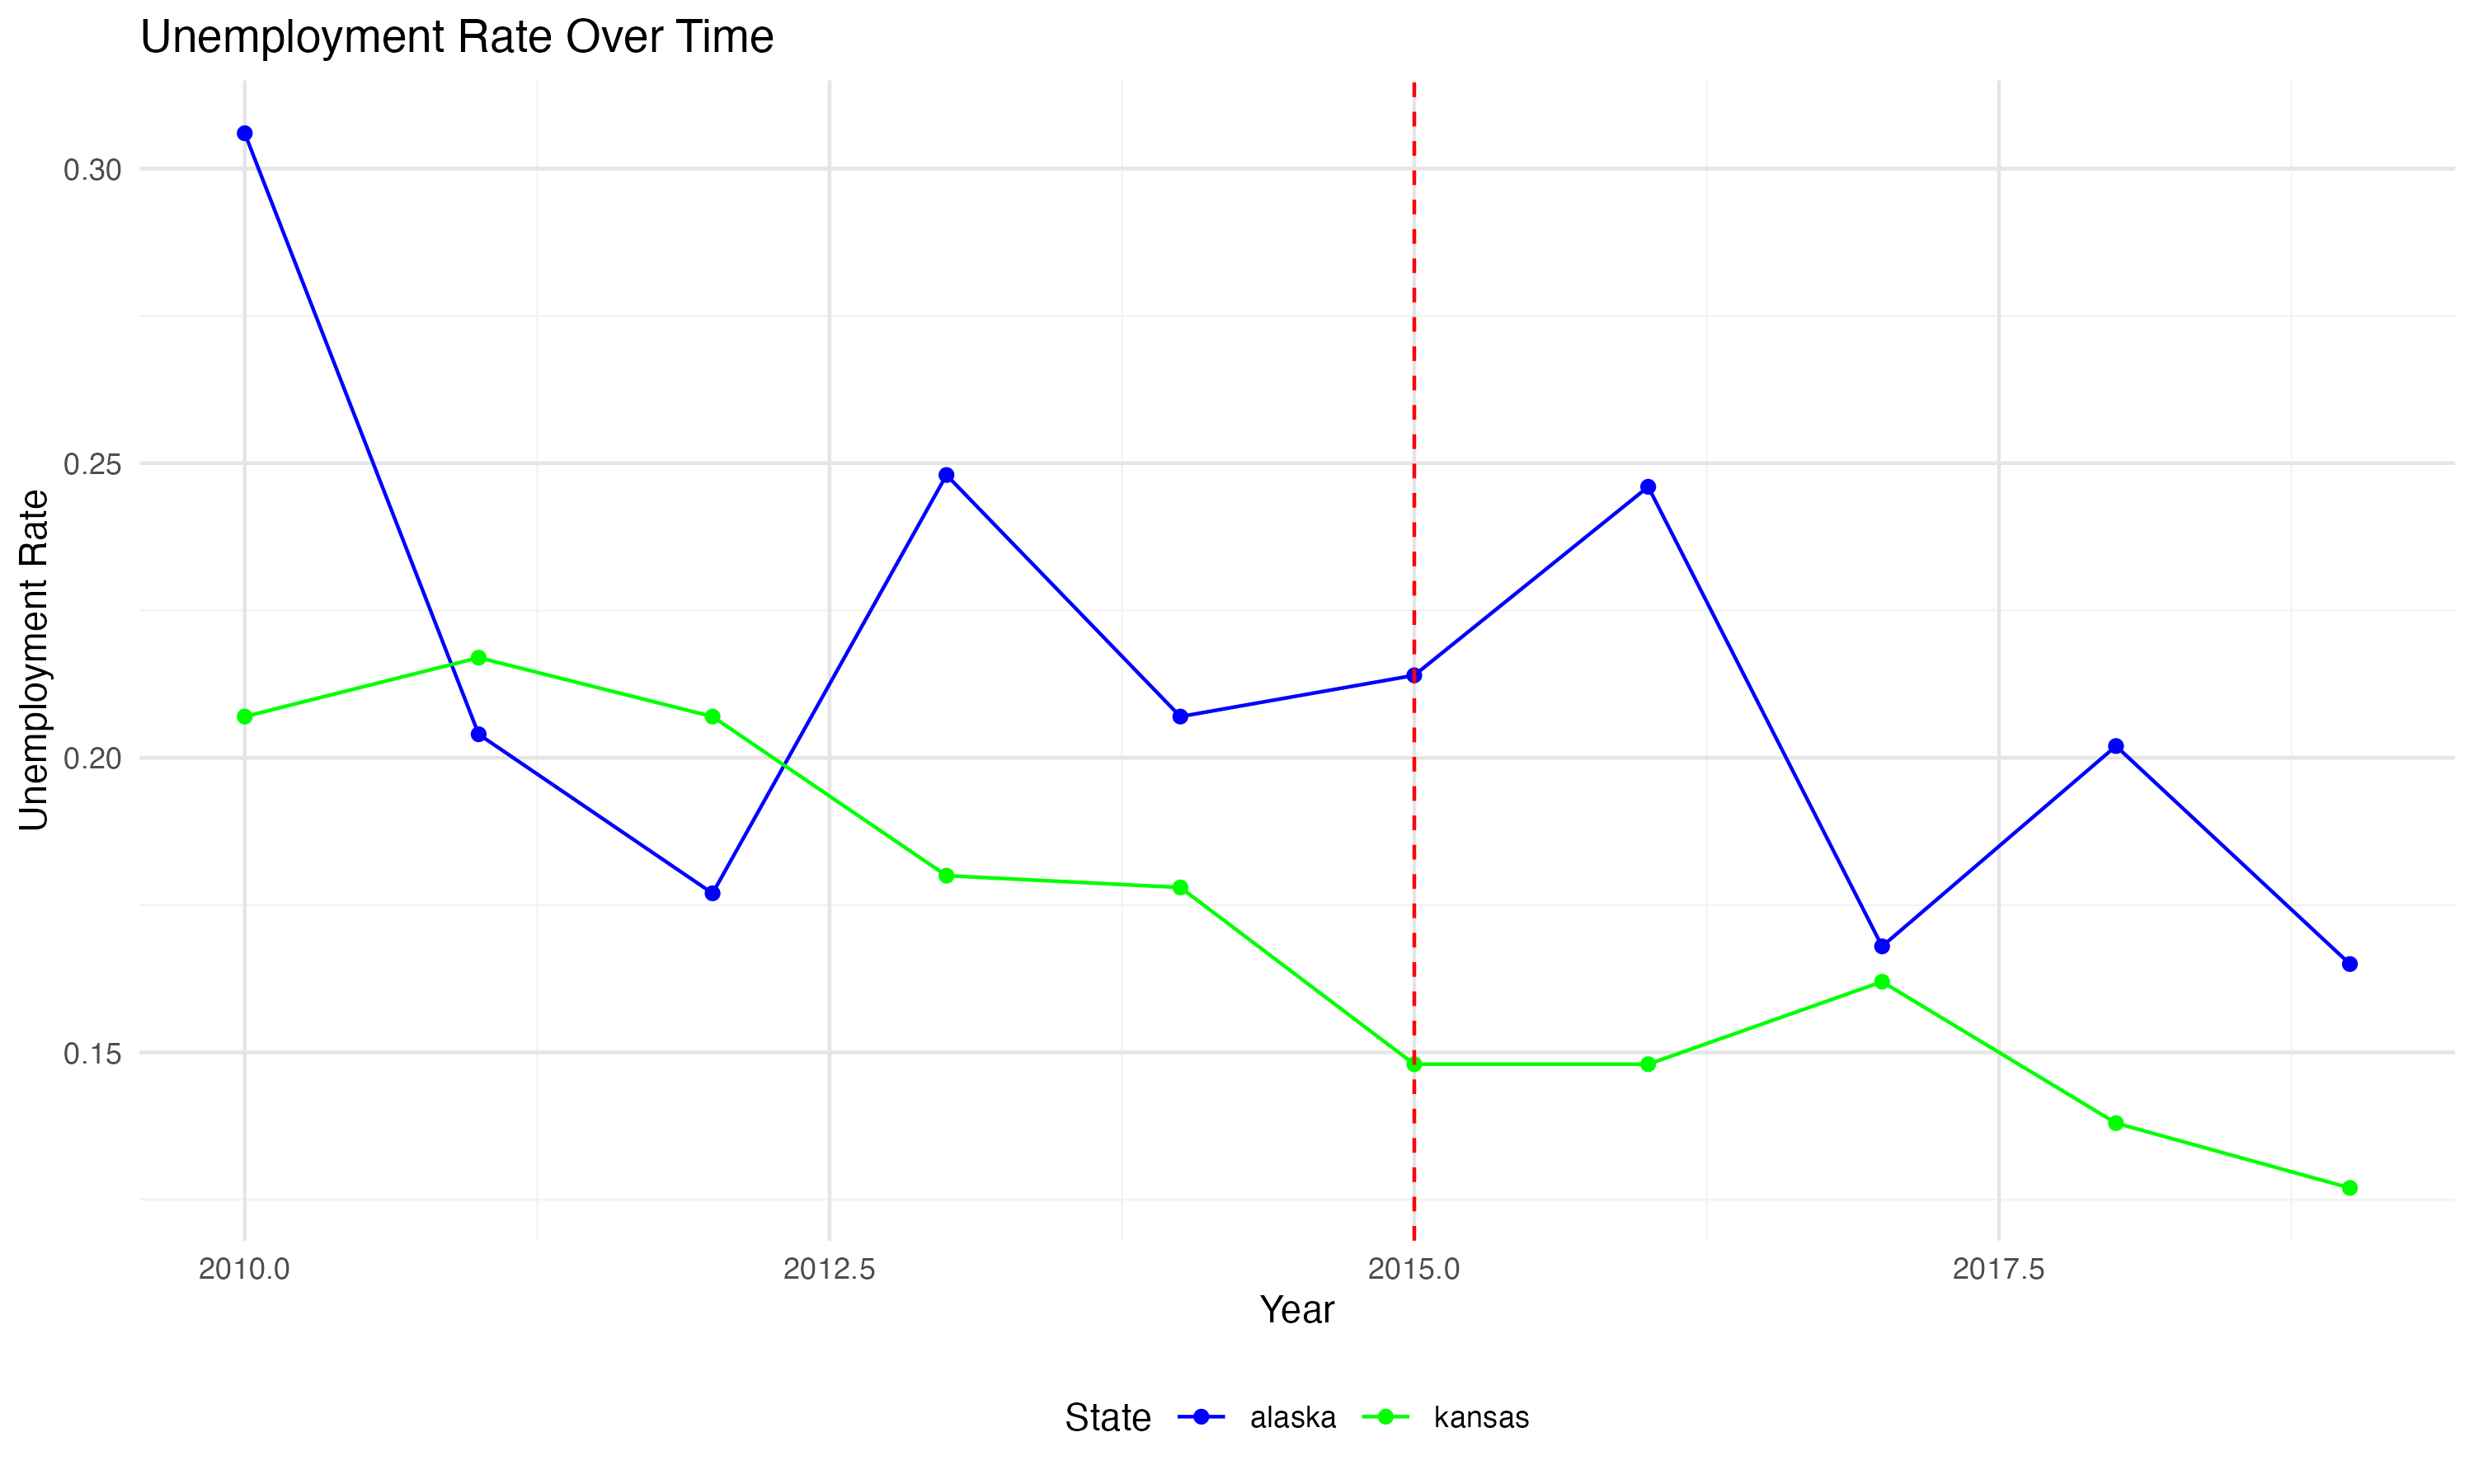 Unemployment Rate Over Time
Unemployment Rate
0.30
0.25
0.20
0.15
2010.0 2012.5 2015.0 2017.5
Year
State alaska kansas